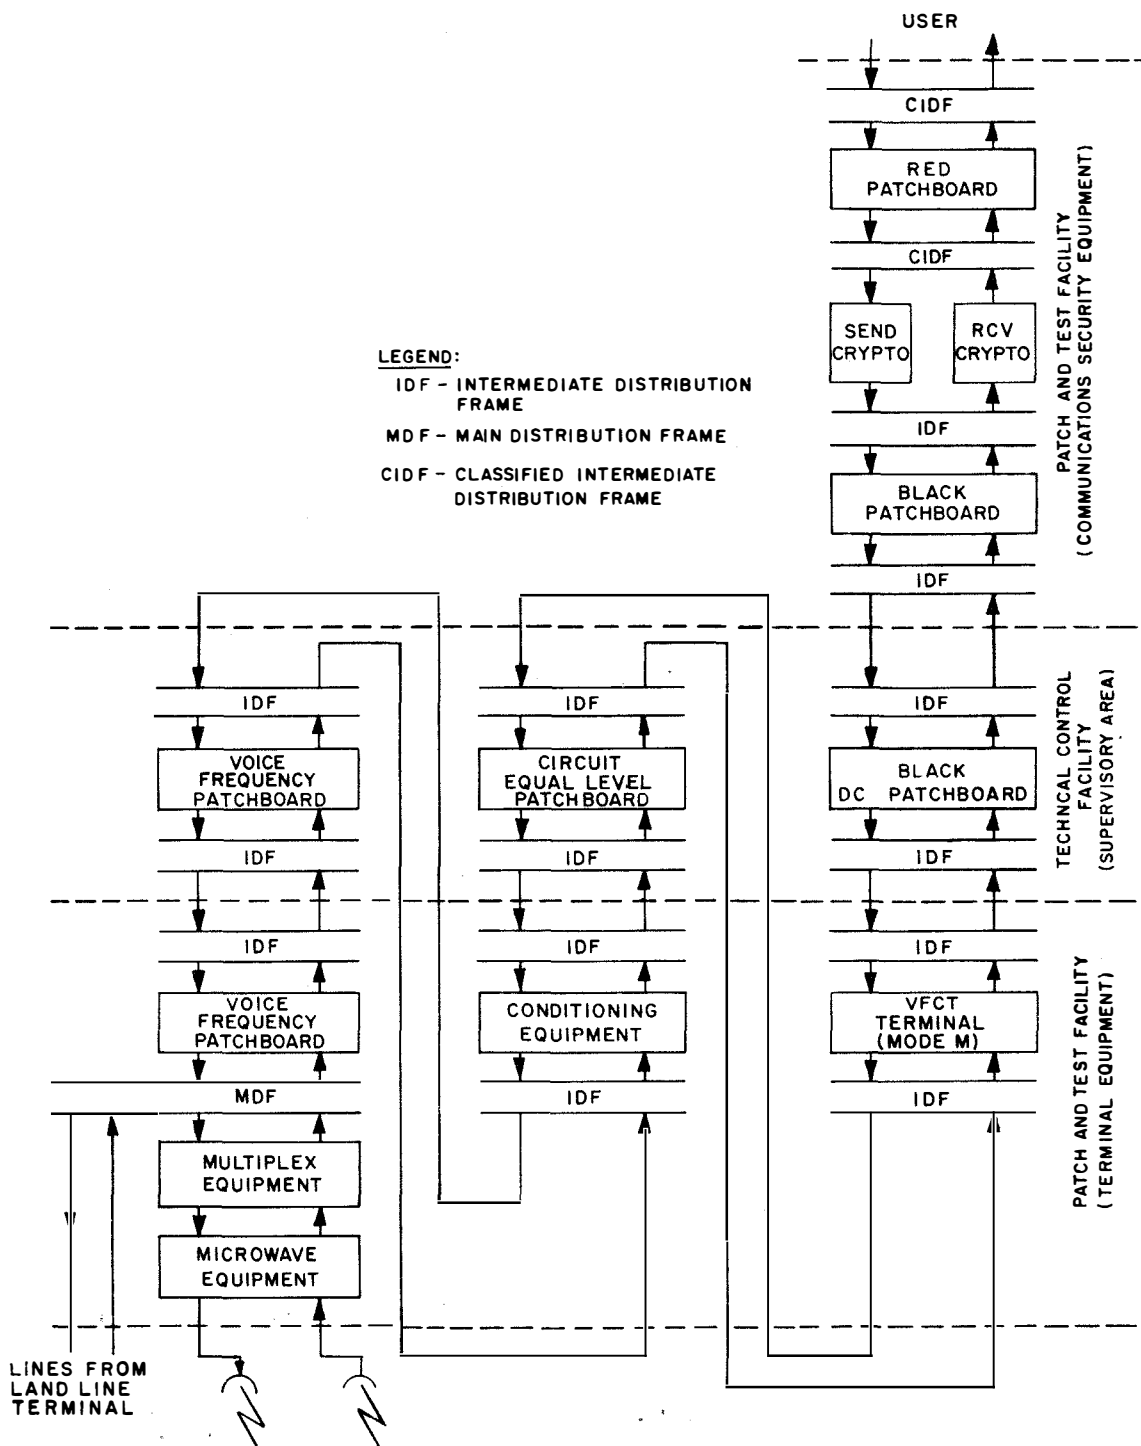 USER
CIDF
RED
PATCHBOARD
CIDF
SEND
CRYPTO
RCV
CRYPTO
IDF
BLACK
PATCHBOARD
IDF
PATCH AND TEST FACILITY
(COMMUNICATIONS SECURITY EQUIPMENT)
LEGEND:
IDF - INTERMEDIATE DISTRIBUTION
FRAME
MDF - MAIN DISTRIBUTION FRAME
CIDF - CLASSIFIED INTERMEDIATE
DISTRIBUTION FRAME
IDF
VOICE
FREQUENCY
PATCHBOARD
IDF
IDF
CIRCUIT
EQUAL LEVEL
PATCHBOARD
IDF
IDF
BLACK
DC PATCHBOARD
IDF
TECHNCAL CONTROL
FACILITY
(SUPERVISORY AREA)
IDF
VOICE
FREQUENCY
PATCHBOARD
MDF
MULTIPLEX
EQUIPMENT
MICROWAVE
EQUIPMENT
IDF
CONDITIONING
EQUIPMENT
IDF
IDF
VFCT
TERMINAL
(MODE M)
IDF
PATCH AND TEST FACILITY
(TERMINAL EQUIPMENT)
LINES FROM
LAND LINE
TERMINAL